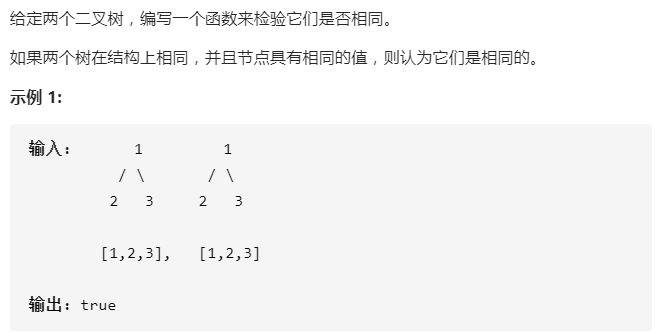 给定两个二叉树，编写一个函数来检验它们是否相同。
如果两个树在结构上相同，并且节点具有相同的值，则认为它们是相同的。
示例 1:
输入:       1         1
          / \       / \
         2   3     2   3
        [1,2,3],   [1,2,3]
输出: true